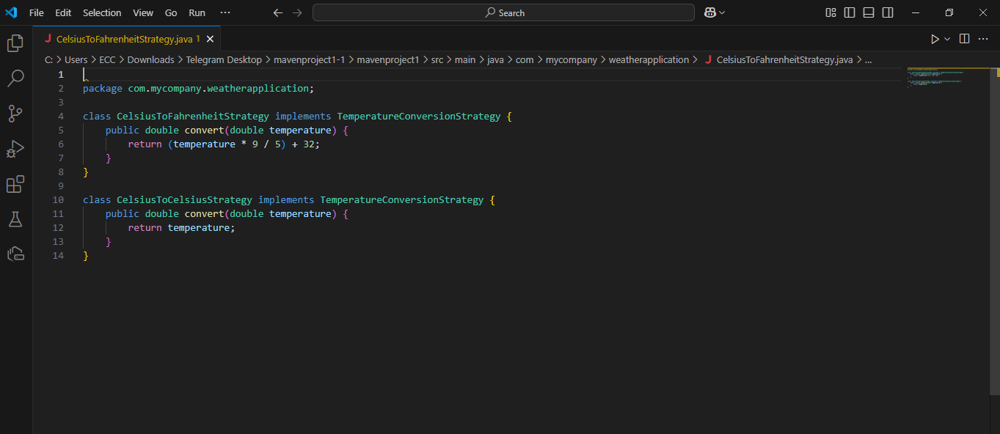 File Edit Selection View Go Run ··· Search
CelsiusToFahrenheitStrategy.java 1
C: > Users > ECC > Downloads > Telegram Desktop > mavenproject1-1 > mavenproject1 > src > main > java > com > mycompany > weatherapplication > CelsiusToFahrenheitStrategy.java > ...
1
2 package com.mycompany.weatherapplication;
3
4 class CelsiusToFahrenheitStrategy implements TemperatureConversionStrategy {
5     public double convert(double temperature) {
6         return (temperature * 9 / 5) + 32;
7     }
8 }
9
10 class CelsiusToCelsiusStrategy implements TemperatureConversionStrategy {
11     public double convert(double temperature) {
12         return temperature;
13     }
14 }